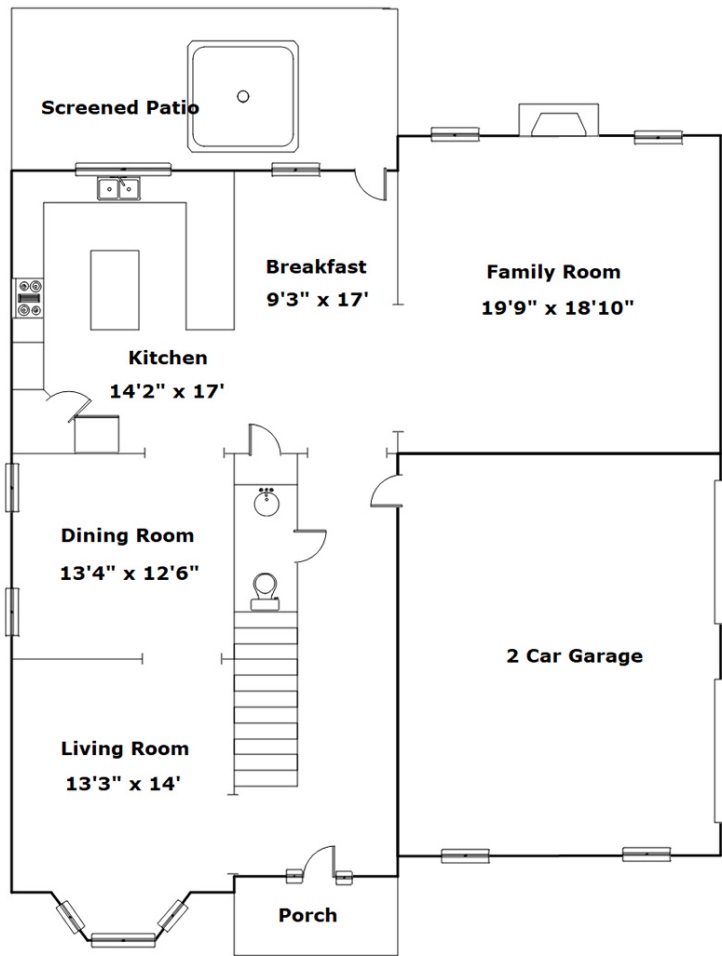 Screened Patio
Breakfast
9'3" x 17'
Family Room
19'9" x 18'10"
Kitchen
14'2" x 17'
Dining Room
13'4" x 12'6"
2 Car Garage
Living Room
13'3" x 14'
Porch